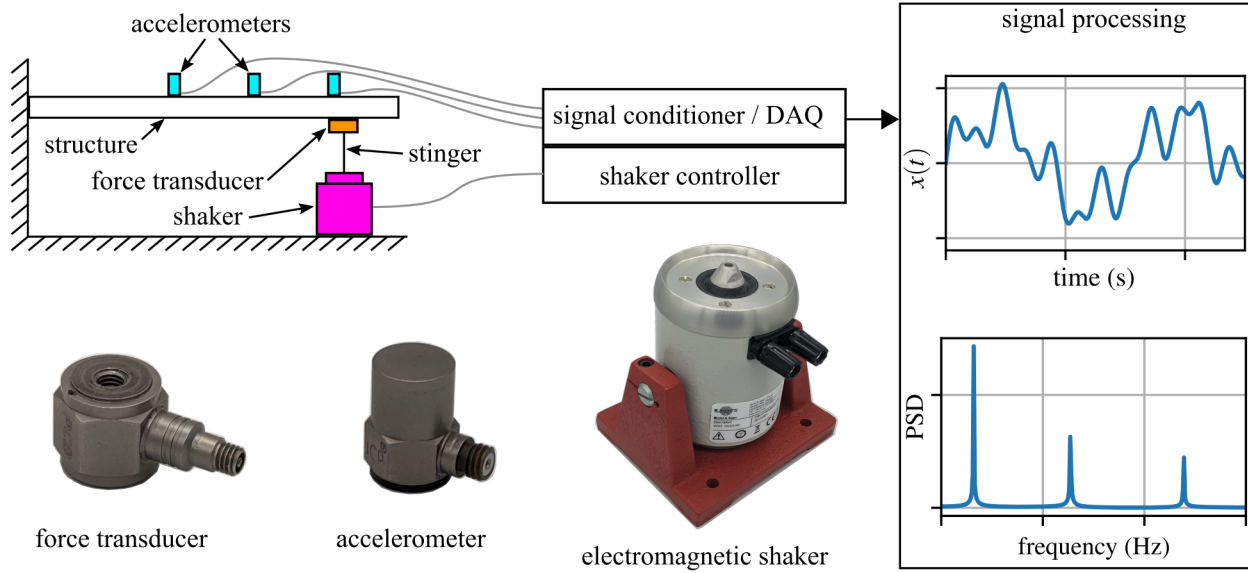 accelerometers
structure
force transducer
shaker
stinger
signal conditioner / DAQ
shaker controller
signal processing
x(t)
time (s)
PSD
frequency (Hz)
force transducer
accelerometer
electromagnetic shaker